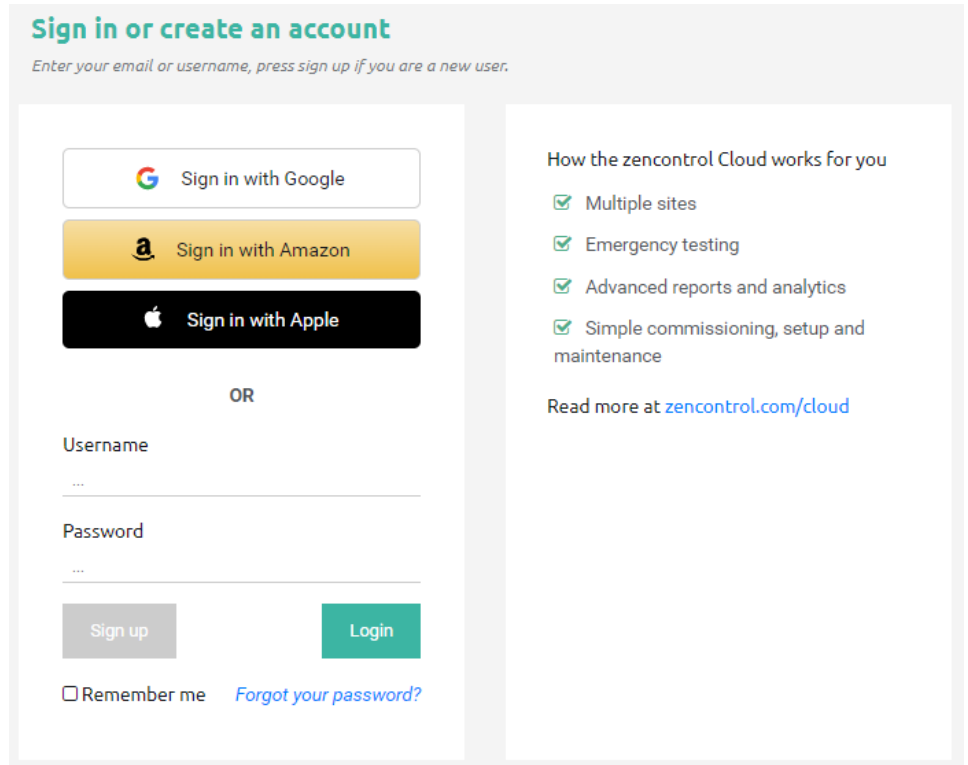 Sign in or create an account
Enter your email or username, press sign up if you are a new user.
Sign in with Google
Sign in with Amazon
Sign in with Apple
OR
Username
...
Password
...
Sign up
Login
Remember me
Forgot your password?
How the zencontrol Cloud works for you
Multiple sites
Emergency testing
Advanced reports and analytics
Simple commissioning, setup and
maintenance
Read more at zencontrol.com/cloud